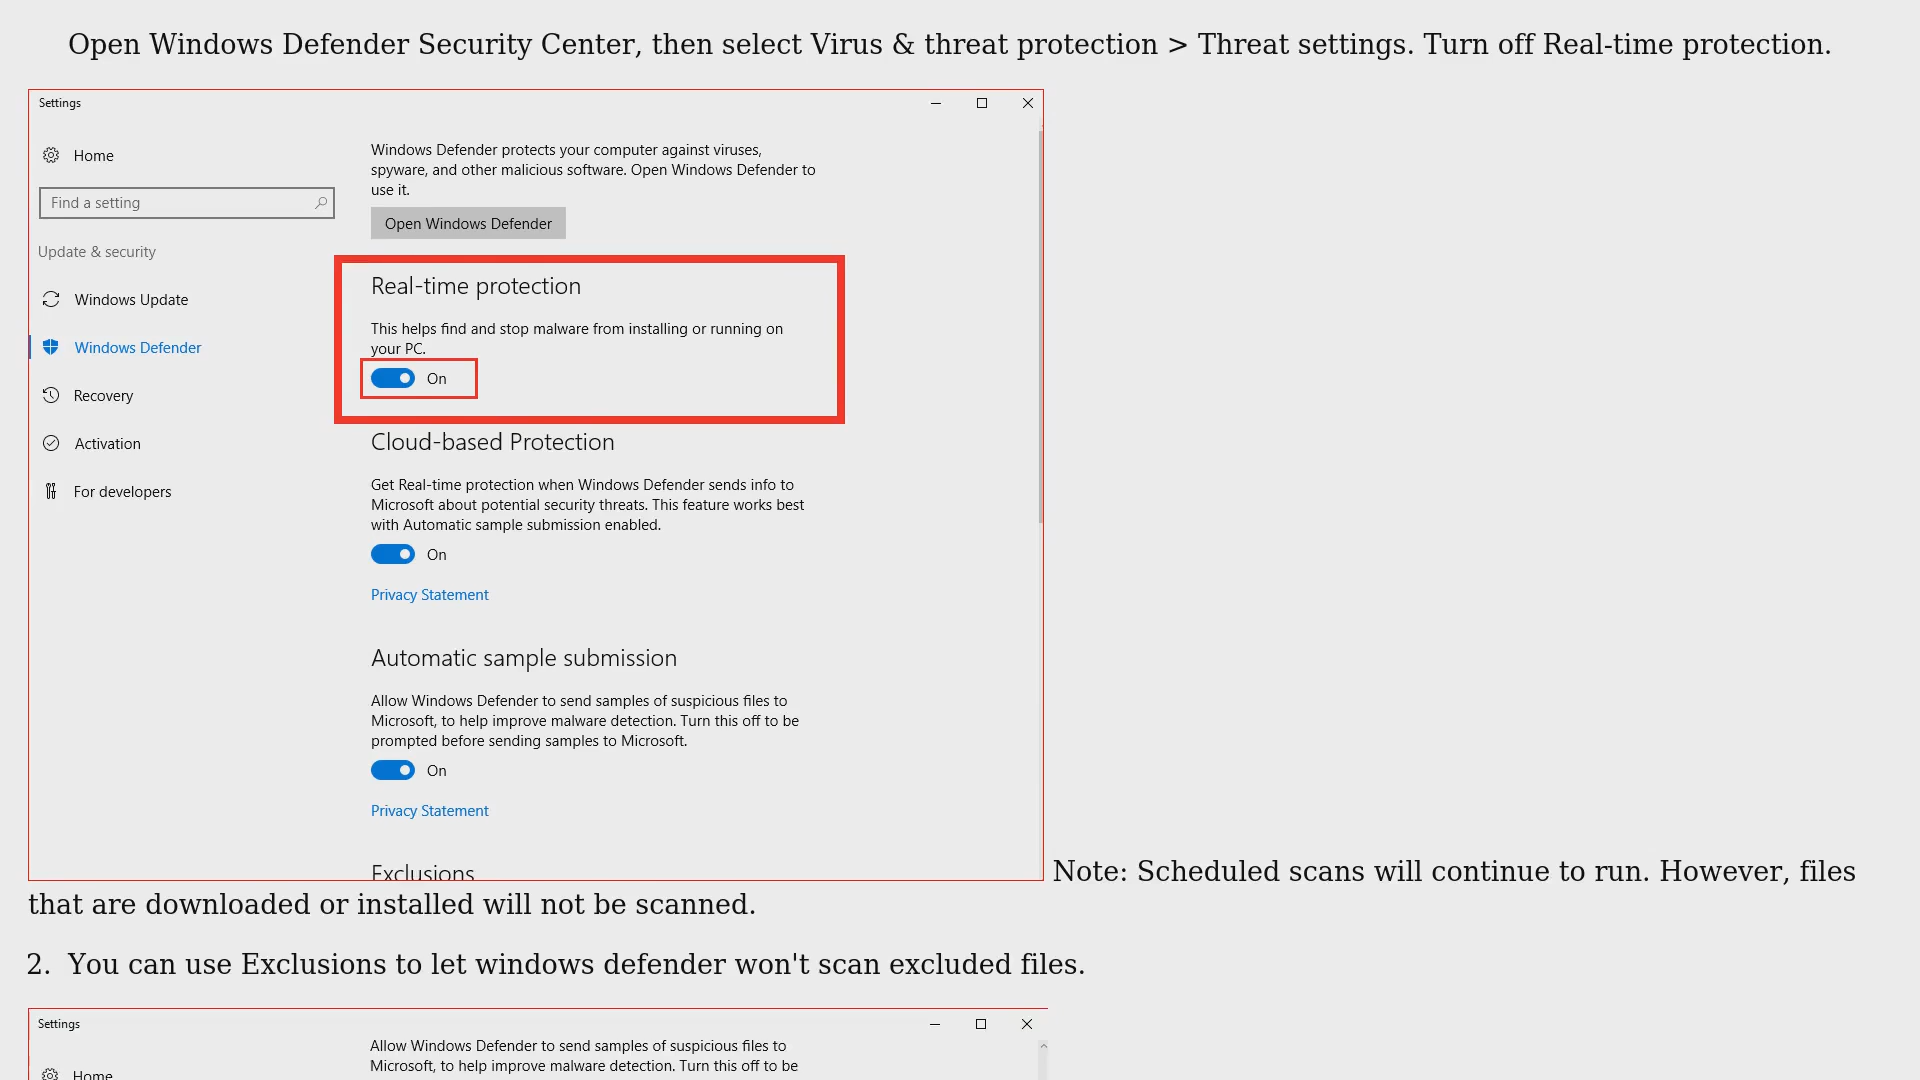 Open Windows Defender Security Center, then select Virus & threat protection > Threat settings. Turn off Real-time protection.
Settings
Home
Find a setting
Update & security
Windows Update
Windows Defender
Recovery
Activation
For developers
Windows Defender protects your computer against viruses,
spyware, and other malicious software. Open Windows Defender to
use it.
Open Windows Defender
Real-time protection
This helps find and stop malware from installing or running on
your PC.
On
Cloud-based Protection
Get Real-time protection when Windows Defender sends info to
Microsoft about potential security threats. This feature works best
with Automatic sample submission enabled.
On
Privacy Statement
Automatic sample submission
Allow Windows Defender to send samples of suspicious files to
Microsoft, to help improve malware detection. Turn this off to be
prompted before sending samples to Microsoft.
On
Privacy Statement
Exclusions
Note: Scheduled scans will continue to run. However, files
that are downloaded or installed will not be scanned.
2. You can use Exclusions to let windows defender won't scan excluded files.
Settings
Home
Allow Windows Defender to send samples of suspicious files to
Microsoft, to help improve malware detection. Turn this off to be